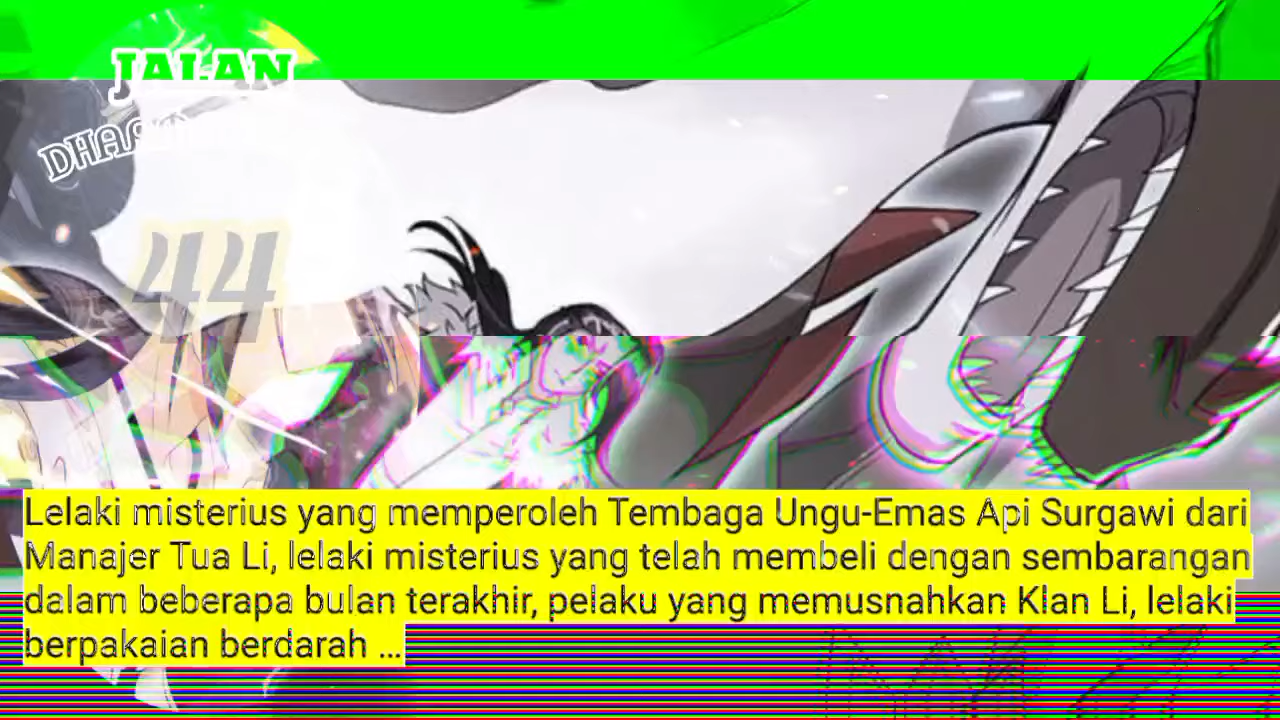 JALAN
44
Lelaki misterius yang memperoleh Tembaga Ungu-Emas Api Surgawi dari
Manajer Tua Li, lelaki misterius yang telah membeli dengan sembarangan
dalam beberapa bulan terakhir, pelaku yang memusnahkan Klan Li, lelaki
berpakaian berdarah ...